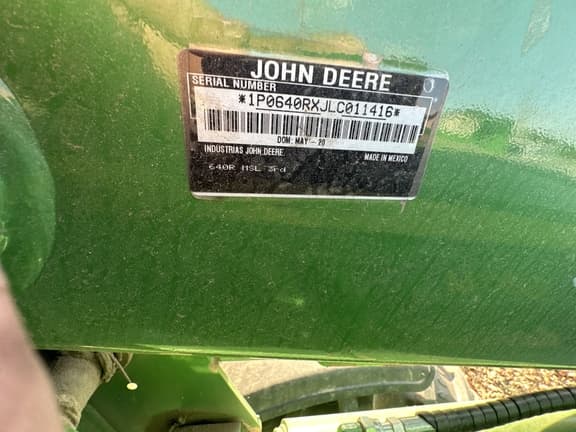 JOHN DEERE
SERIAL NUMBER
*1P0640RXJLC011416*
DOM: MAY - 20
INDUSTRIAS JOHN DEERE MADE IN MEXICO
640R MSL 3rd